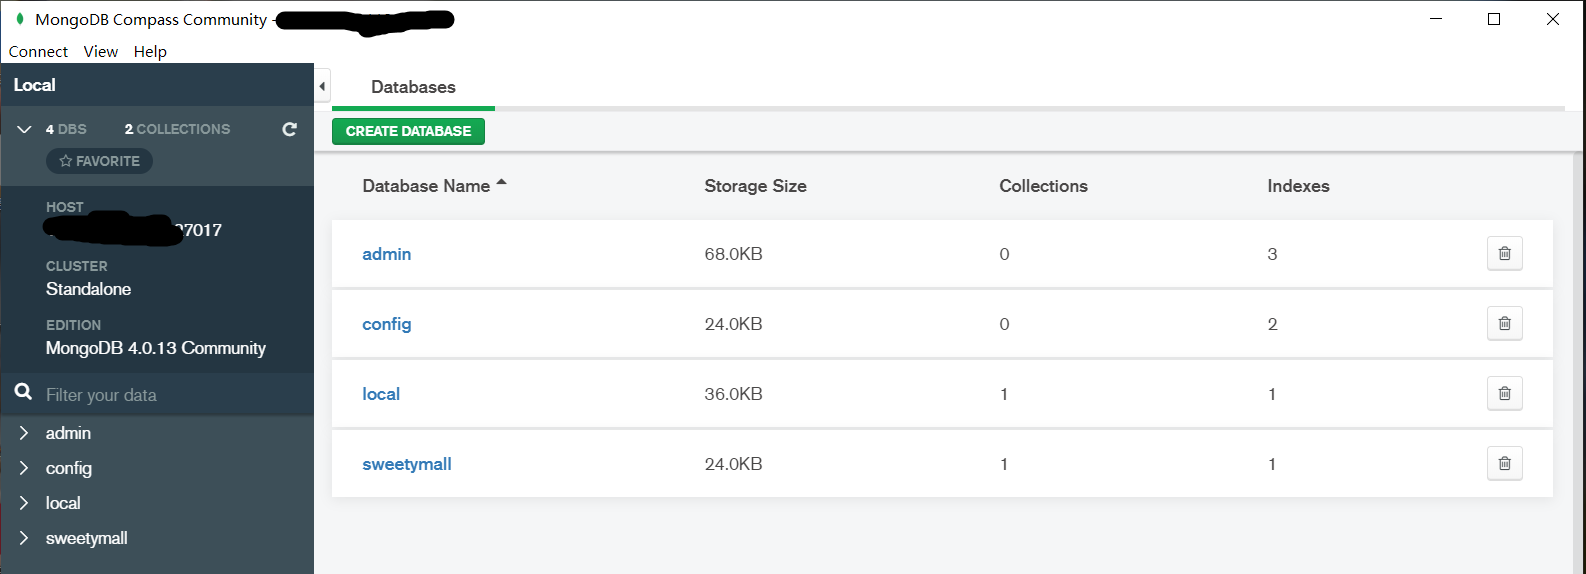 MongoDB Compass Community -
Connect View Help
Local
Databases
4 DBS 2 COLLECTIONS
FAVORITE
CREATE DATABASE
HOST
7017
CLUSTER
Standalone
EDITION
MongoDB 4.0.13 Community
Filter your data
admin
config
local
sweetymall
Database Name Storage Size Collections Indexes
admin 68.0KB 0 3
config 24.0KB 0 2
local 36.0KB 1 1
sweetymall 24.0KB 1 1